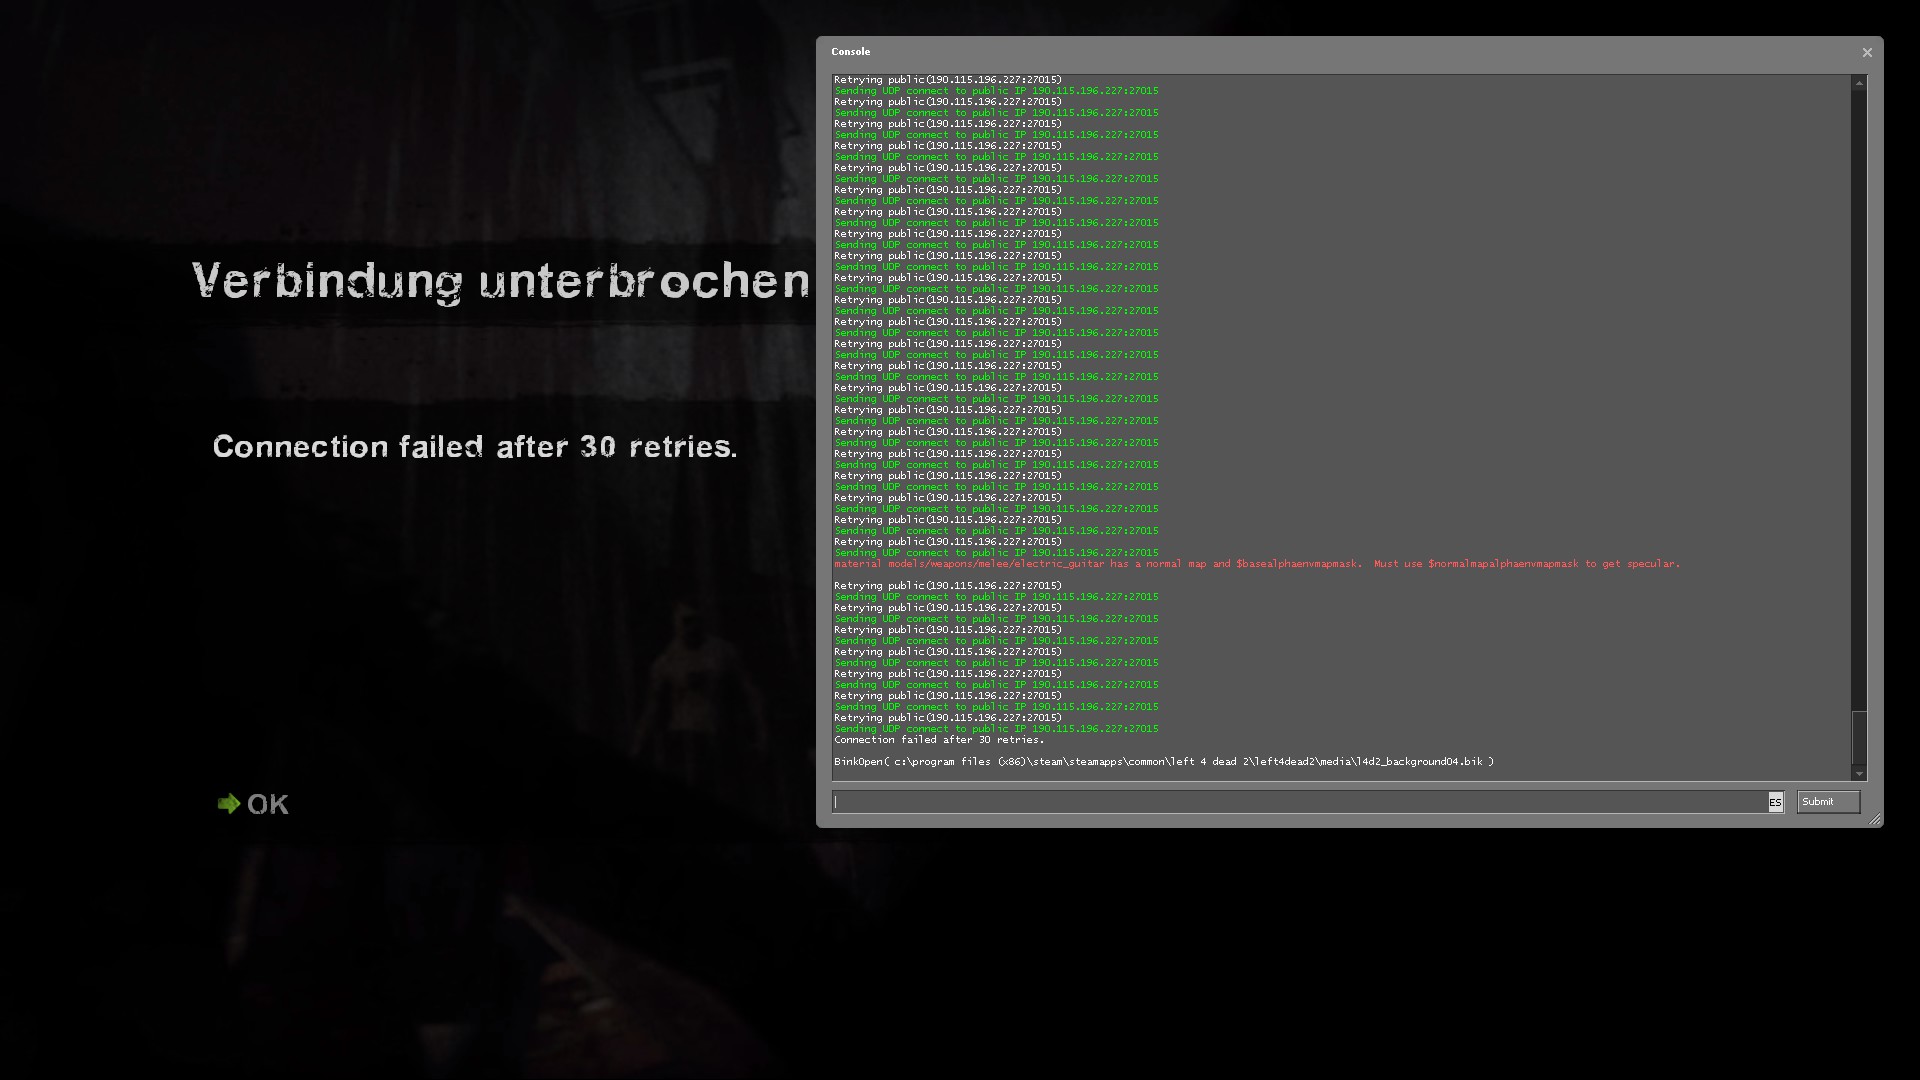 Verbindung unterbrochen
Connection failed after 30 retries.
OK
Console
Retrying public(190.115.196.227:27015)
Sending UDP connect to public IP 190.115.196.227:27015
Retrying public(190.115.196.227:27015)
Sending UDP connect to public IP 190.115.196.227:27015
Retrying public(190.115.196.227:27015)
Sending UDP connect to public IP 190.115.196.227:27015
Retrying public(190.115.196.227:27015)
Sending UDP connect to public IP 190.115.196.227:27015
Retrying public(190.115.196.227:27015)
Sending UDP connect to public IP 190.115.196.227:27015
Retrying public(190.115.196.227:27015)
Sending UDP connect to public IP 190.115.196.227:27015
Retrying public(190.115.196.227:27015)
Sending UDP connect to public IP 190.115.196.227:27015
Retrying public(190.115.196.227:27015)
Sending UDP connect to public IP 190.115.196.227:27015
Retrying public(190.115.196.227:27015)
Sending UDP connect to public IP 190.115.196.227:27015
Retrying public(190.115.196.227:27015)
Sending UDP connect to public IP 190.115.196.227:27015
Retrying public(190.115.196.227:27015)
Sending UDP connect to public IP 190.115.196.227:27015
Retrying public(190.115.196.227:27015)
Sending UDP connect to public IP 190.115.196.227:27015
Retrying public(190.115.196.227:27015)
Sending UDP connect to public IP 190.115.196.227:27015
Retrying public(190.115.196.227:27015)
Sending UDP connect to public IP 190.115.196.227:27015
Retrying public(190.115.196.227:27015)
Sending UDP connect to public IP 190.115.196.227:27015
Retrying public(190.115.196.227:27015)
Sending UDP connect to public IP 190.115.196.227:27015
Retrying public(190.115.196.227:27015)
Sending UDP connect to public IP 190.115.196.227:27015
Retrying public(190.115.196.227:27015)
Sending UDP connect to public IP 190.115.196.227:27015
Retrying public(190.115.196.227:27015)
Sending UDP connect to public IP 190.115.196.227:27015
Retrying public(190.115.196.227:27015)
Sending UDP connect to public IP 190.115.196.227:27015
Retrying public(190.115.196.227:27015)
Sending UDP connect to public IP 190.115.196.227:27015
Retrying public(190.115.196.227:27015)
Sending UDP connect to public IP 190.115.196.227:27015
material models/weapons/melee/electric_guitar has a normal map and $basealphaenvmapmask.  Must use $normalmapalphaenvmapmask to get specular.
Retrying public(190.115.196.227:27015)
Sending UDP connect to public IP 190.115.196.227:27015
Retrying public(190.115.196.227:27015)
Sending UDP connect to public IP 190.115.196.227:27015
Retrying public(190.115.196.227:27015)
Sending UDP connect to public IP 190.115.196.227:27015
Retrying public(190.115.196.227:27015)
Sending UDP connect to public IP 190.115.196.227:27015
Retrying public(190.115.196.227:27015)
Sending UDP connect to public IP 190.115.196.227:27015
Retrying public(190.115.196.227:27015)
Sending UDP connect to public IP 190.115.196.227:27015
Retrying public(190.115.196.227:27015)
Sending UDP connect to public IP 190.115.196.227:27015
Connection failed after 30 retries.
BinkOpen( c:\program files (x86)\steam\steamapps\common\left 4 dead 2\left4dead2\media\l4d2_background04.bik )
ES
Submit